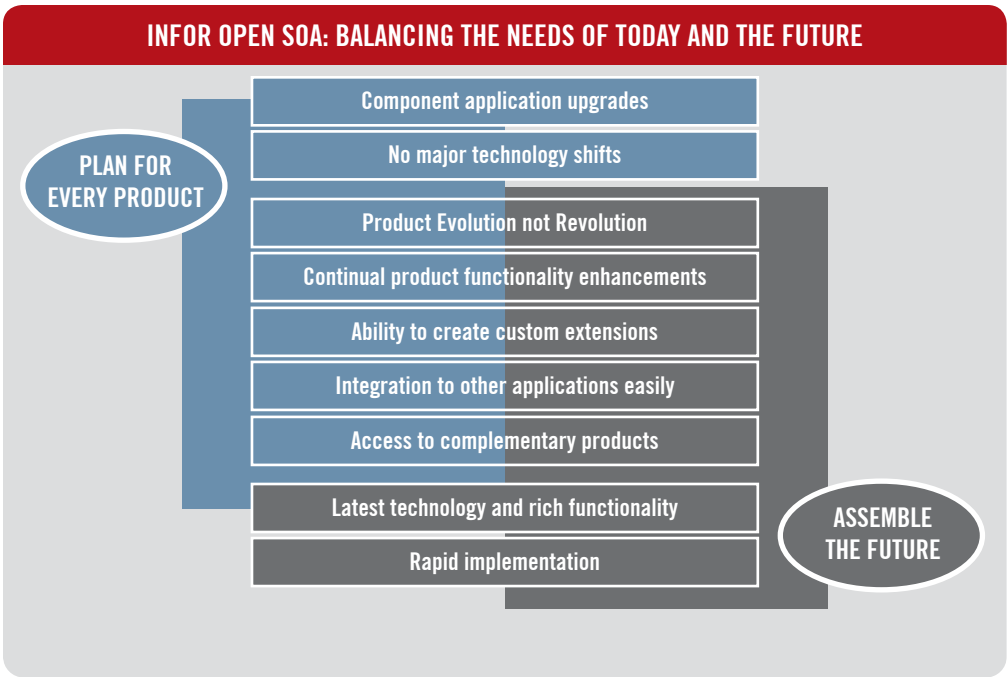 INFOR OPEN SOA: BALANCING THE NEEDS OF TODAY AND THE FUTURE
Component application upgrades
No major technology shifts
PLAN FOR
EVERY PRODUCT
Product Evolution not Revolution
Continual product functionality enhancements
Ability to create custom extensions
Integration to other applications easily
Access to complementary products
Latest technology and rich functionality
Rapid implementation
ASSEMBLE
THE FUTURE